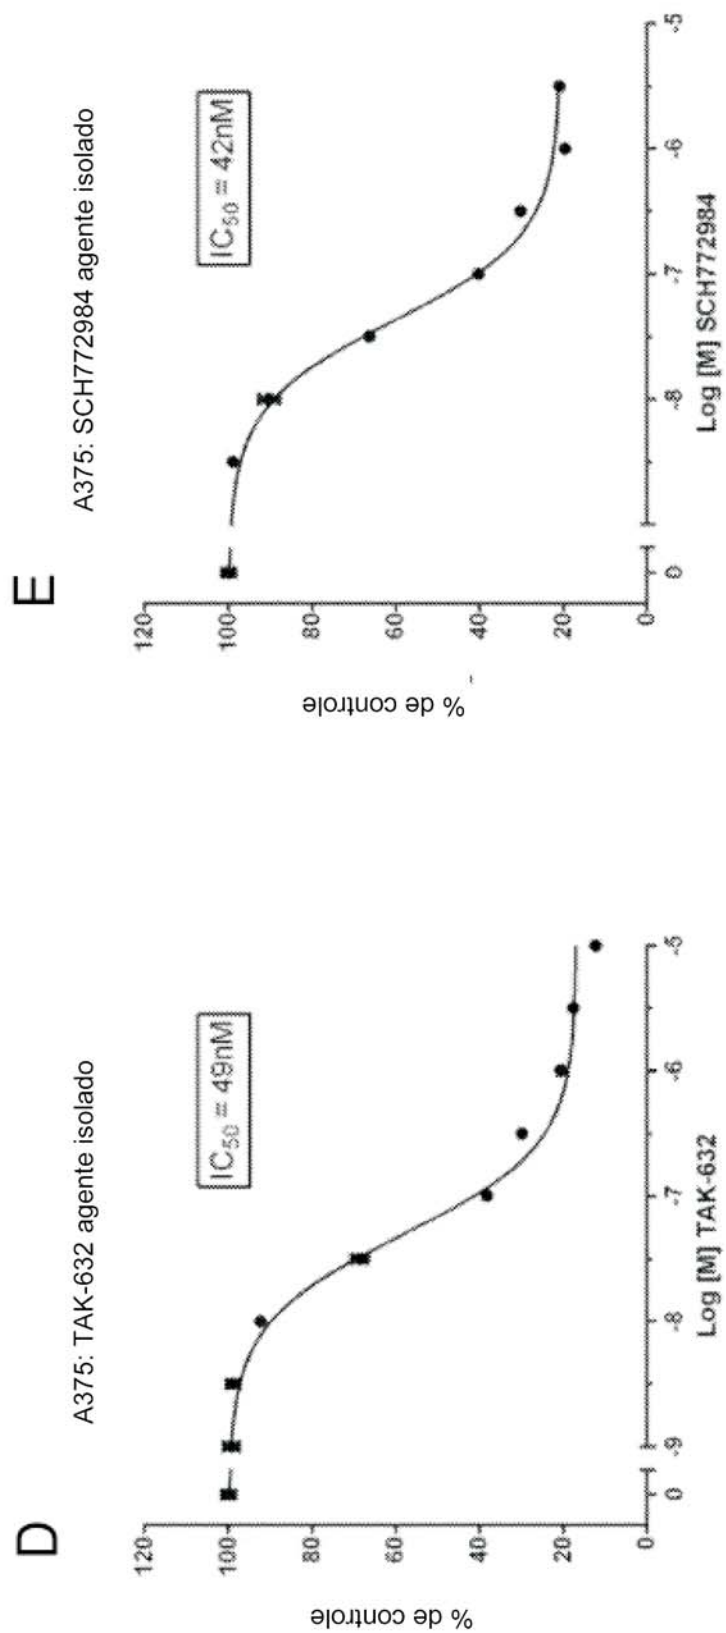 D
A375: TAK-632 agente isolado
IC50 = 49nM
% de controle
120
100
80
60
40
20
0
0 -9 -8 -7 -6 -5
Log [M] TAK-632
E
A375: SCH772984 agente isolado
IC50 = 42nM
% de controle
120
100
80
60
40
20
0
0 -8 -7 -6 -5
Log [M] SCH772984